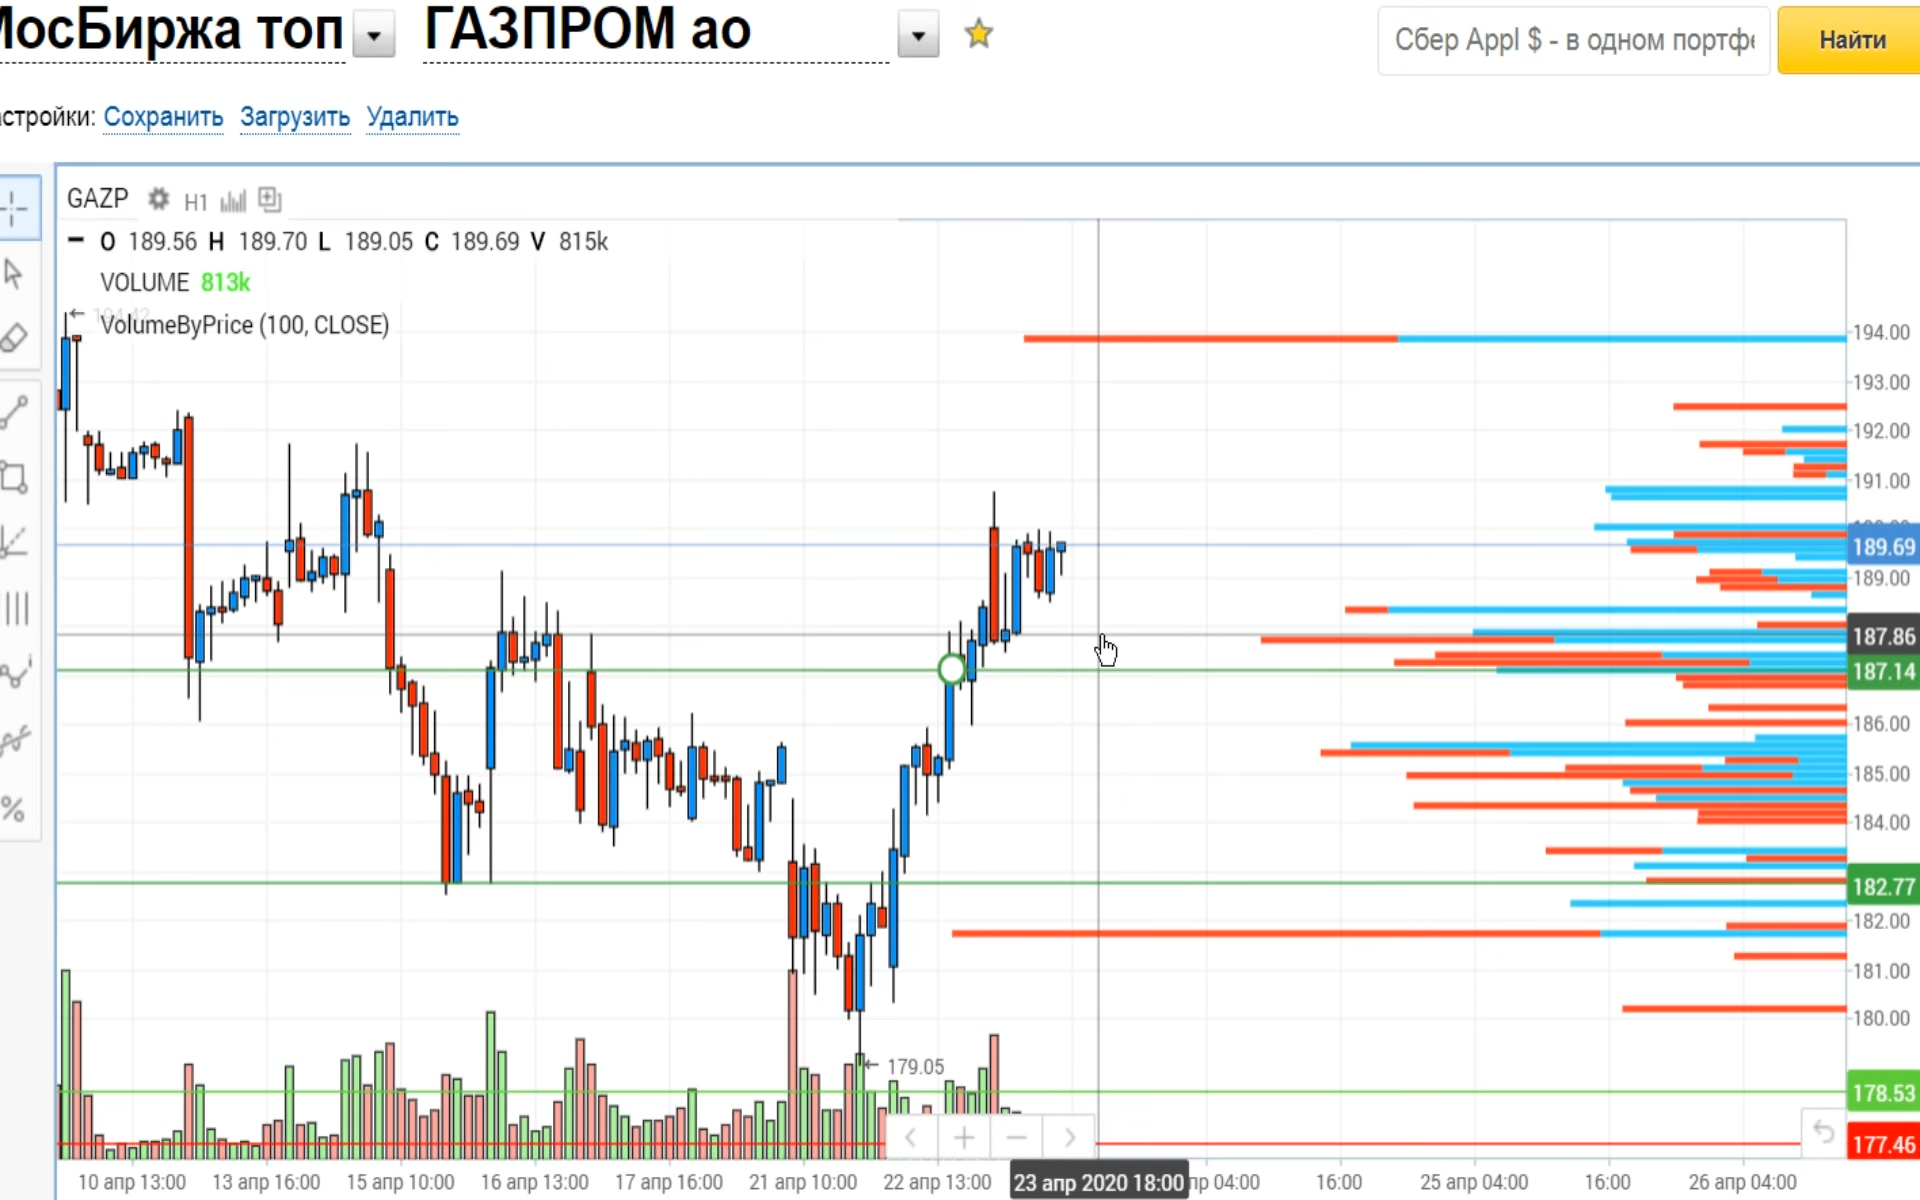 МосБиржа топ ГАЗПРОМ ао
Сбер Appl $ - в одном портфе
Найти
стройки: Сохранить Загрузить Удалить
GAZP H1
O 189.56 H 189.70 L 189.05 C 189.69 V 815k
VOLUME 813k
194.42
VolumeByPrice (100, CLOSE)
194.00
193.00
192.00
191.00
189.69
189.00
187.86
187.14
186.00
185.00
184.00
182.77
182.00
181.00
180.00
179.05
178.53
177.46
%
10 апр 13:00 13 апр 16:00 15 апр 10:00 16 апр 13:00 17 апр 16:00 21 апр 10:00 22 апр 13:00 23 апр 2020 18:00 пр 04:00 16:00 25 апр 04:00 16:00 26 апр 04:00